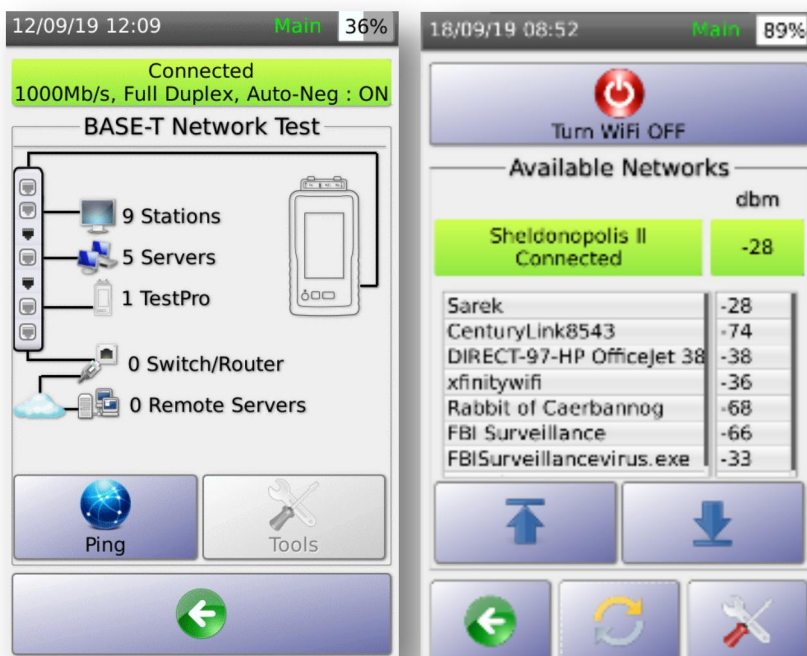 12/09/19 12:09 Main 36%
Connected
1000Mb/s, Full Duplex, Auto-Neg : ON
BASE-T Network Test
9 Stations
5 Servers
1 TestPro
0 Switch/Router
0 Remote Servers
Ping
Tools
18/09/19 08:52 Main 89%
Turn WiFi OFF
Available Networks
dbm
Sheldonopolis II
Connected
-28
Sarek -28
CenturyLink8543 -74
DIRECT-97-HP OfficeJet 38 -38
xfinitywifi -36
Rabbit of Caerbannog -68
FBI Surveillance -66
FBISurveillancevirus.exe -33